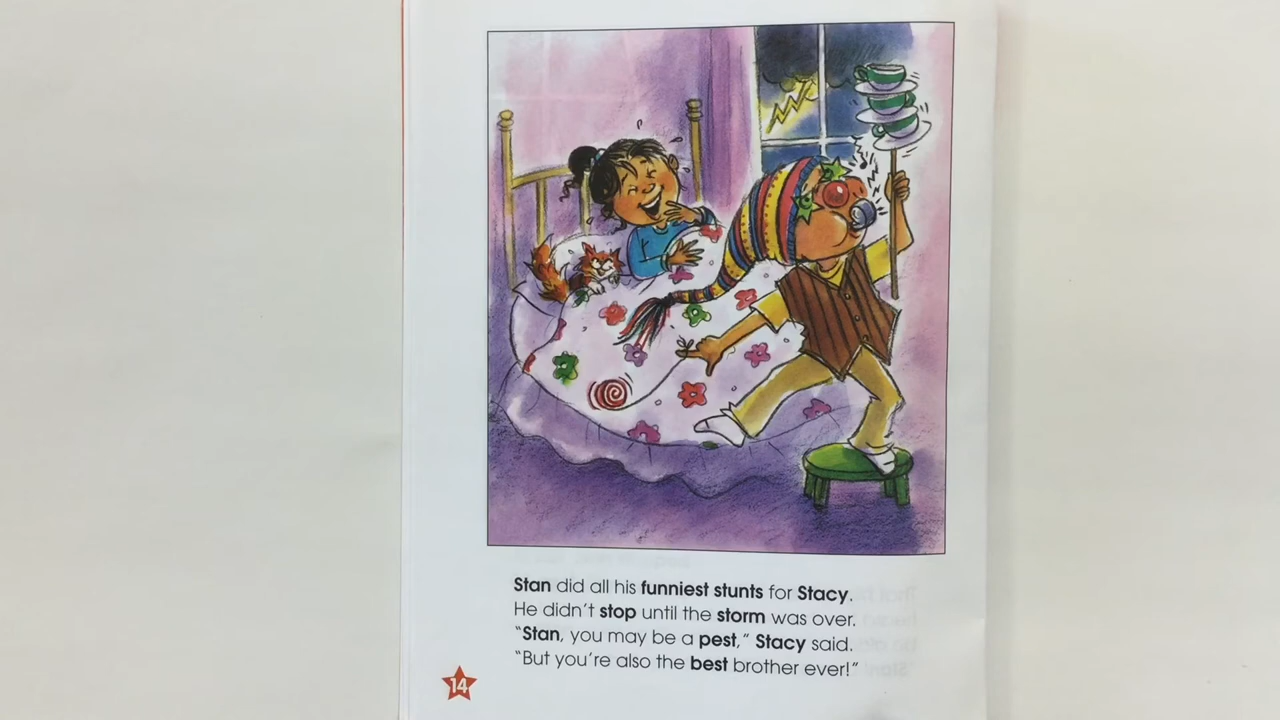 Stan did all his funniest stunts for Stacy.
He didn't stop until the storm was over.
"Stan, you may be a pest," Stacy said.
"But you're also the best brother ever!"
14